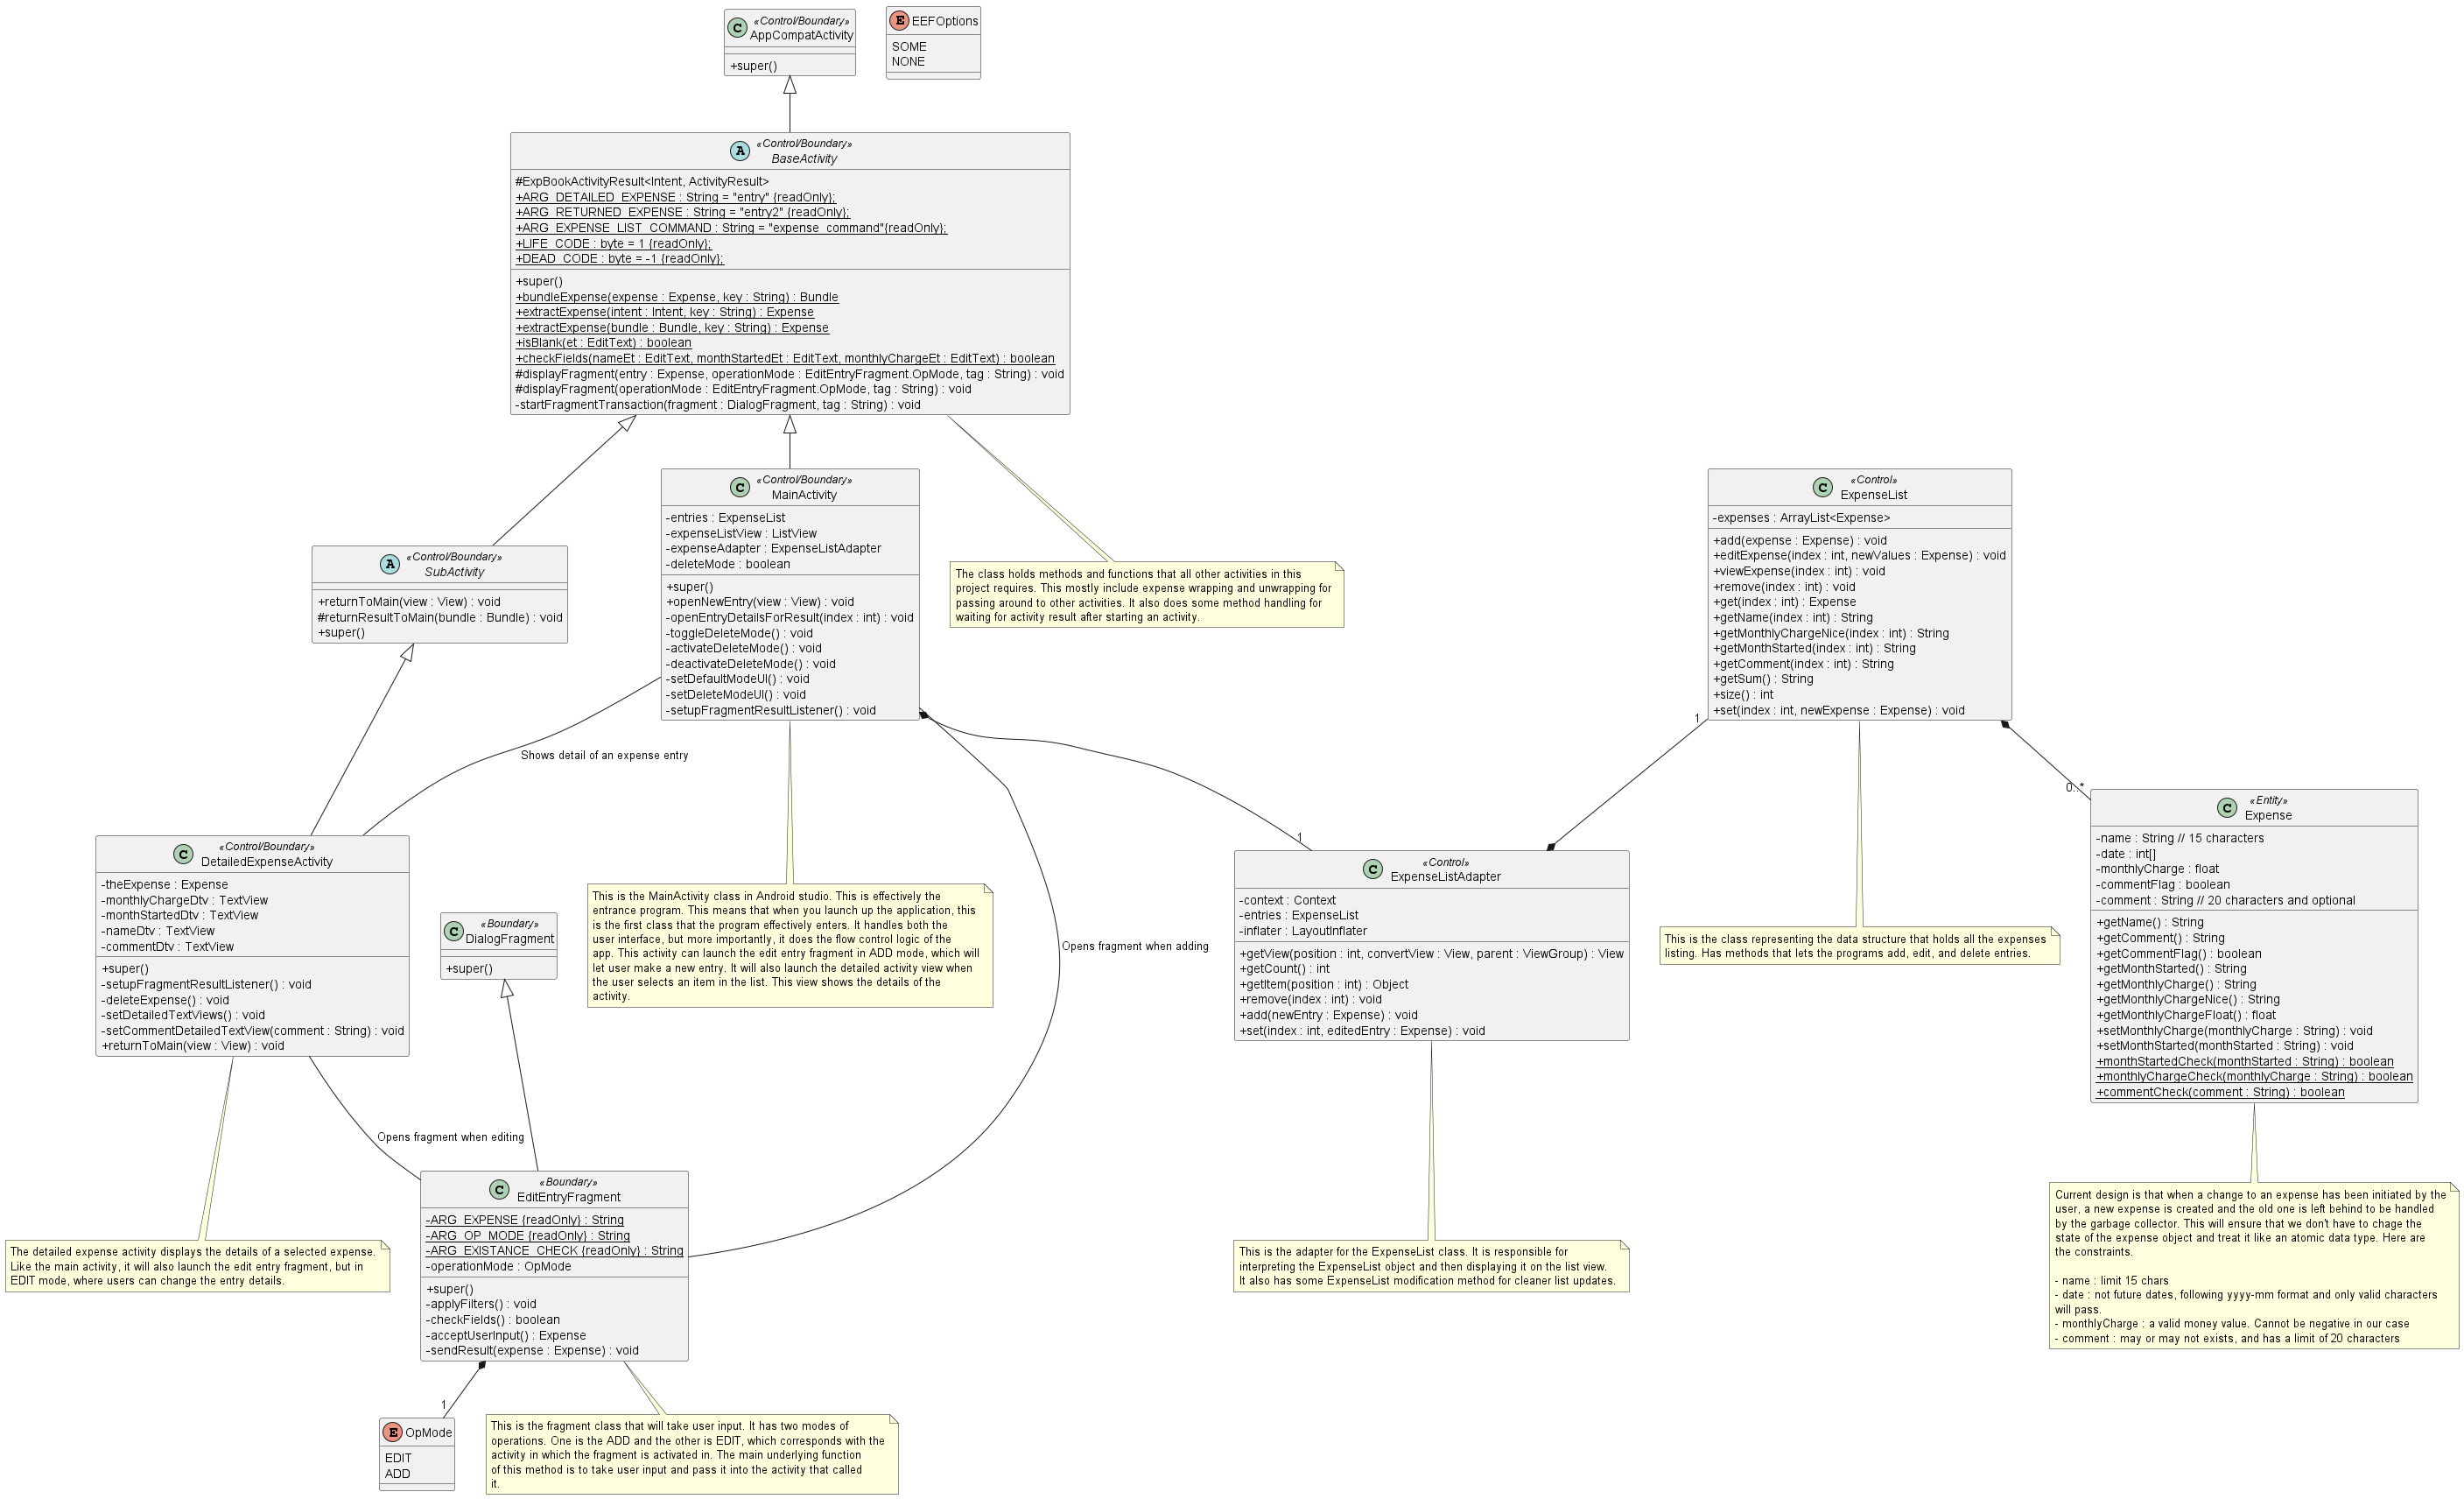 «Control/Boundary»
C AppCompatActivity
+super()
E EEFOptions
SOME
NONE
«Control/Boundary»
A BaseActivity
#ExpBookActivityResult<Intent, ActivityResult>
+ARG_DETAILED_EXPENSE : String = "entry" {readOnly};
+ARG_RETURNED_EXPENSE : String = "entry2" {readOnly};
+ARG_EXPENSE_LIST_COMMAND : String = "expense_command"{readOnly};
+LIFE_CODE : byte = 1 {readOnly};
+DEAD_CODE : byte = -1 {readOnly};
+super()
+bundleExpense(expense : Expense, key : String) : Bundle
+extractExpense(intent : Intent, key : String) : Expense
+extractExpense(bundle : Bundle, key : String) : Expense
+isBlank(et : EditText) : boolean
+checkFields(nameEt : EditText, monthStartedEt : EditText, monthlyChargeEt : EditText) : boolean
#displayFragment(entry : Expense, operationMode : EditEntryFragment.OpMode, tag : String) : void
#displayFragment(operationMode : EditEntryFragment.OpMode, tag : String) : void
-startFragmentTransaction(fragment : DialogFragment, tag : String) : void
«Control/Boundary»
A SubActivity
+returnToMain(view : View) : void
#returnResultToMain(bundle : Bundle) : void
+super()
«Control/Boundary»
C MainActivity
-entries : ExpenseList
-expenseListView : ListView
-expenseAdapter : ExpenseListAdapter
-deleteMode : boolean
+super()
+openNewEntry(view : View) : void
-openEntryDetailsForResult(index : int) : void
-toggleDeleteMode() : void
-activateDeleteMode() : void
-deactivateDeleteMode() : void
-setDefaultModeUI() : void
-setDeleteModeUI() : void
-setupFragmentResultListener() : void
The class holds methods and functions that all other activities in this
project requires. This mostly include expense wrapping and unwrapping for
passing around to other activities. It also does some method handling for
waiting for activity result after starting an activity.
«Control»
C ExpenseList
-expenses : ArrayList<Expense>
+add(expense : Expense) : void
+editExpense(index : int, newValues : Expense) : void
+viewExpense(index : int) : void
+remove(index : int) : void
+get(index : int) : Expense
+getName(index : int) : String
+getMonthlyChargeNice(index : int) : String
+getMonthStarted(index : int) : String
+getComment(index : int) : String
+getSum() : String
+size() : int
+set(index : int, newExpense : Expense) : void
1
Shows detail of an expense entry
0..*
1
«Control/Boundary»
C DetailedExpenseActivity
-theExpense : Expense
-monthlyChargeDtv : TextView
-monthStartedDtv : TextView
-nameDtv : TextView
-commentDtv : TextView
+super()
-setupFragmentResultListener() : void
-deleteExpense() : void
-setDetailedTextViews() : void
-setCommentDetailedTextView(comment : String) : void
+returnToMain(view : View) : void
«Boundary»
C DialogFragment
+super()
This is the MainActivity class in Android studio. This is effectively the
entrance program. This means that when you launch up the application, this
is the first class that the program effectively enters. It handles both the
user interface, but more importantly, it does the flow control logic of the
app. This activity can launch the edit entry fragment in ADD mode, which will
let user make a new entry. It will also launch the detailed activity view when
the user selects an item in the list. This view shows the details of the
activity.
Opens fragment when adding
«Control»
C ExpenseListAdapter
-context : Context
-entries : ExpenseList
-inflater : LayoutInflater
+getView(position : int, convertView : View, parent : ViewGroup) : View
+getCount() : int
+getItem(position : int) : Object
+remove(index : int) : void
+add(newEntry : Expense) : void
+set(index : int, editedEntry : Expense) : void
This is the class representing the data structure that holds all the expenses
listing. Has methods that lets the programs add, edit, and delete entries.
«Entity»
C Expense
-name : String // 15 characters
-date : int[]
-monthlyCharge : float
-commentFlag : boolean
-comment : String // 20 characters and optional
+getName() : String
+getComment() : String
+getCommentFlag() : boolean
+getMonthStarted() : String
+getMonthlyCharge() : String
+getMonthlyChargeNice() : String
+getMonthlyChargeFloat() : float
+setMonthlyCharge(monthlyCharge : String) : void
+setMonthStarted(monthStarted : String) : void
+monthStartedCheck(monthStarted : String) : boolean
+monthlyChargeCheck(monthlyCharge : String) : boolean
+commentCheck(comment : String) : boolean
Opens fragment when editing
The detailed expense activity displays the details of a selected expense.
Like the main activity, it will also launch the edit entry fragment, but in
EDIT mode, where users can change the entry details.
«Boundary»
C EditEntryFragment
-ARG_EXPENSE {readOnly} : String
-ARG_OP_MODE {readOnly} : String
-ARG_EXISTANCE_CHECK {readOnly} : String
-operationMode : OpMode
+super()
-applyFilters() : void
-checkFields() : boolean
-acceptUserInput() : Expense
-sendResult(expense : Expense) : void
This is the adapter for the ExpenseList class. It is responsible for
interpreting the ExpenseList object and then displaying it on the list view.
It also has some ExpenseList modification method for cleaner list updates.
Current design is that when a change to an expense has been initiated by the
user, a new expense is created and the old one is left behind to be handled
by the garbage collector. This will ensure that we don't have to chage the
state of the expense object and treat it like an atomic data type. Here are
the constraints.
- name : limit 15 chars
- date : not future dates, following yyyy-mm format and only valid characters
will pass.
- monthlyCharge : a valid money value. Cannot be negative in our case
- comment : may or may not exists, and has a limit of 20 characters
1
E OpMode
EDIT
ADD
This is the fragment class that will take user input. It has two modes of
operations. One is the ADD and the other is EDIT, which corresponds with the
activity in which the fragment is activated in. The main underlying function
of this method is to take user input and pass it into the activity that called
it.